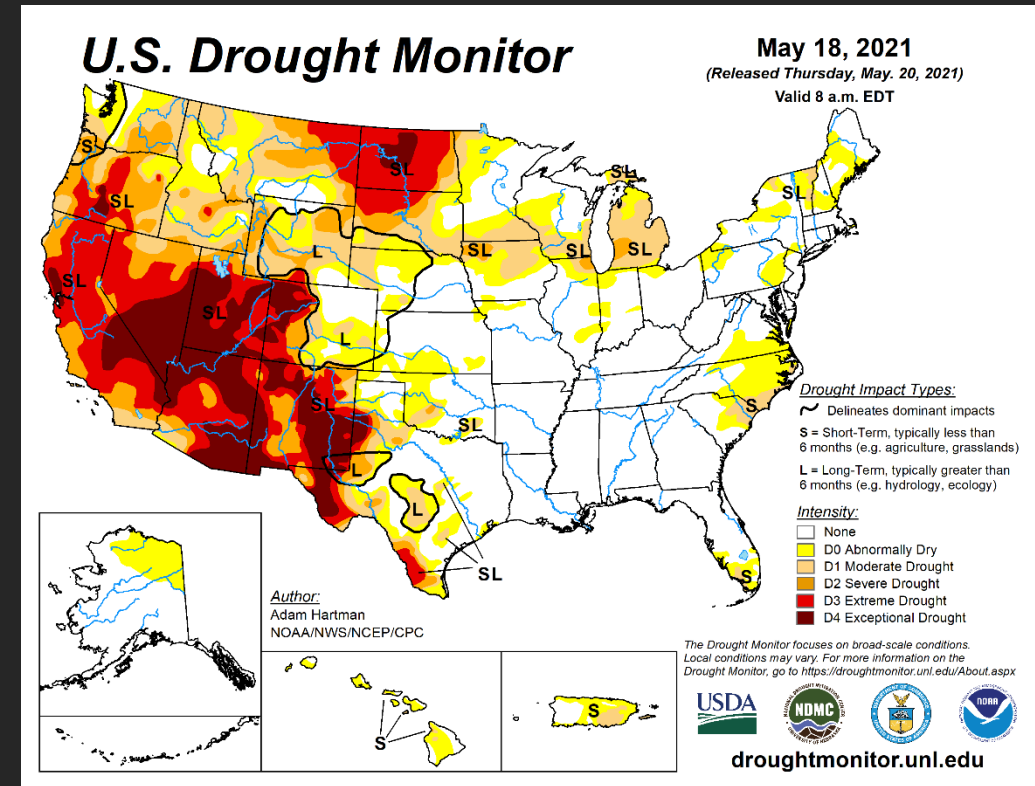 U.S. Drought Monitor
May 18, 2021
(Released Thursday, May. 20, 2021)
Valid 8 a.m. EDT
S
SL
SL
SL
SL
SL
L
L
SL
SL
SL
SL
SL
SL
L
L
SL
S
S
Drought Impact Types:
Delineates dominant impacts
S = Short-Term, typically less than
6 months (e.g. agriculture, grasslands)
L = Long-Term, typically greater than
6 months (e.g. hydrology, ecology)
Intensity:
None
D0 Abnormally Dry
D1 Moderate Drought
D2 Severe Drought
D3 Extreme Drought
D4 Exceptional Drought
Author:
Adam Hartman
NOAA/NWS/NCEP/CPC
S
S
The Drought Monitor focuses on broad-scale conditions.
Local conditions may vary. For more information on the
Drought Monitor, go to https://droughtmonitor.unl.edu/About.aspx
USDA
NDMC
NOAA
droughtmonitor.unl.edu